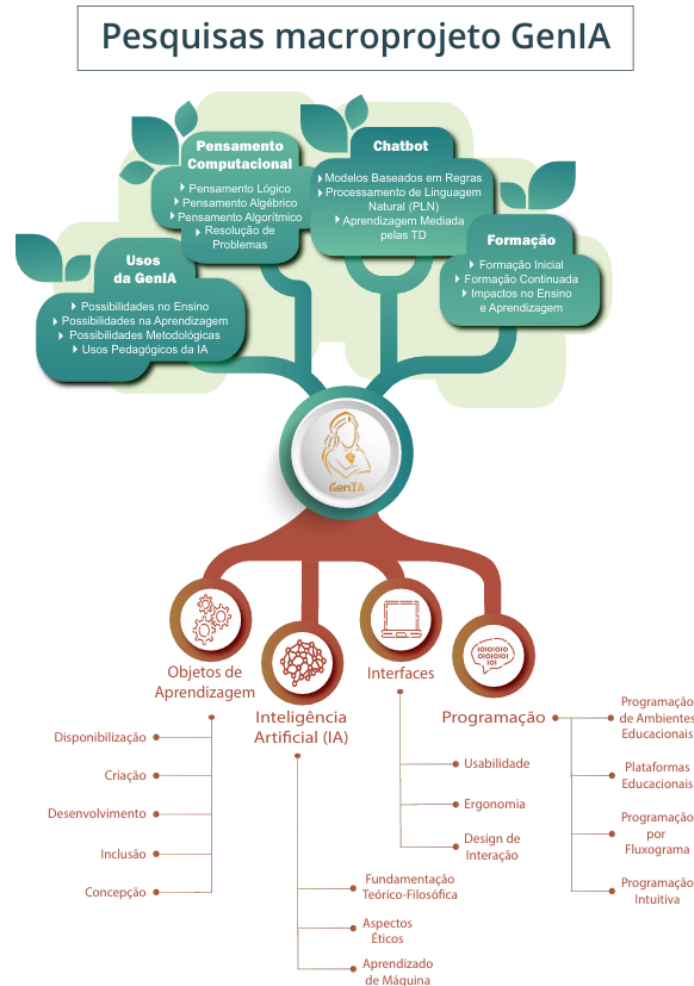 Pesquisas macroprojeto GenIA
Pensamento
Computacional
Pensamento Lógico
Pensamento Algébrico
Pensamento Algorítmico
Resolução de
Problemas
Chatbot
Modelos Baseados em Regras
Processamento de Linguagem
Natural (PLN)
Aprendizagem Mediada
pelas TD
Usos
da GenIA
Possibilidades no Ensino
Possibilidades na Aprendizagem
Possibilidades Metodológicas
Usos Pedagógicos da IA
Formação
Formação Inicial
Formação Continuada
Impactos no Ensino
e Aprendizagem
GenIA
Objetos de
Aprendizagem
Disponibilização
Criação
Desenvolvimento
Inclusão
Concepção
Inteligência
Artificial (IA)
Fundamentação
Teórico-Filosófica
Aspectos
Éticos
Aprendizado
de Máquina
Interfaces
Usabilidade
Ergonomia
Design de
Interação
IOIOIOIO
OIOIOIOI
IOI
Programação
Programação
de Ambientes
Educacionais
Plataformas
Educacionais
Programação
por
Fluxograma
Programação
Intuitiva